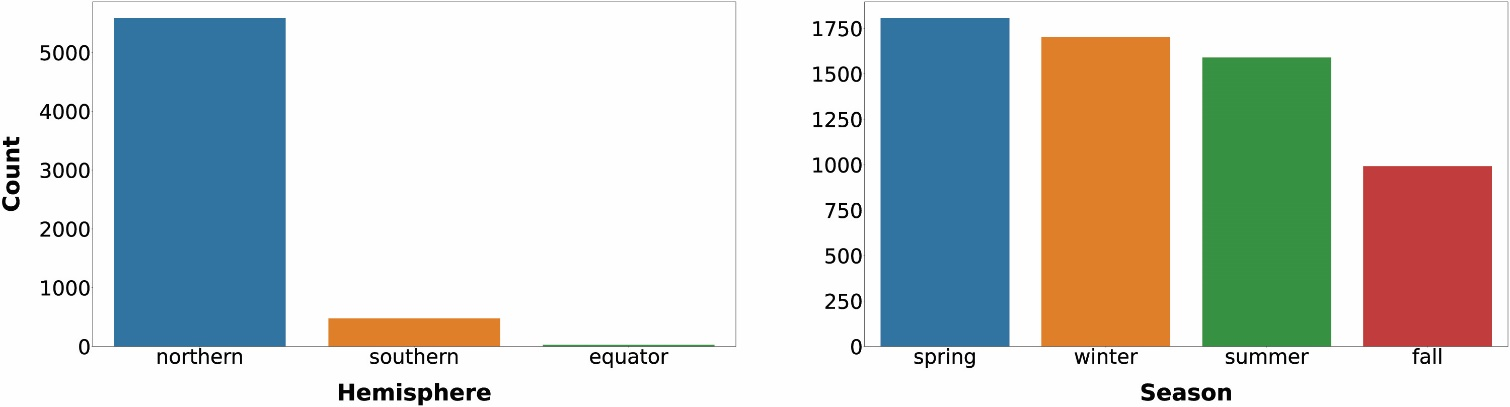 Count
5000
4000
3000
2000
1000
0
northern southern equator
Hemisphere
1750
1500
1250
1000
750
500
250
0
spring winter summer fall
Season